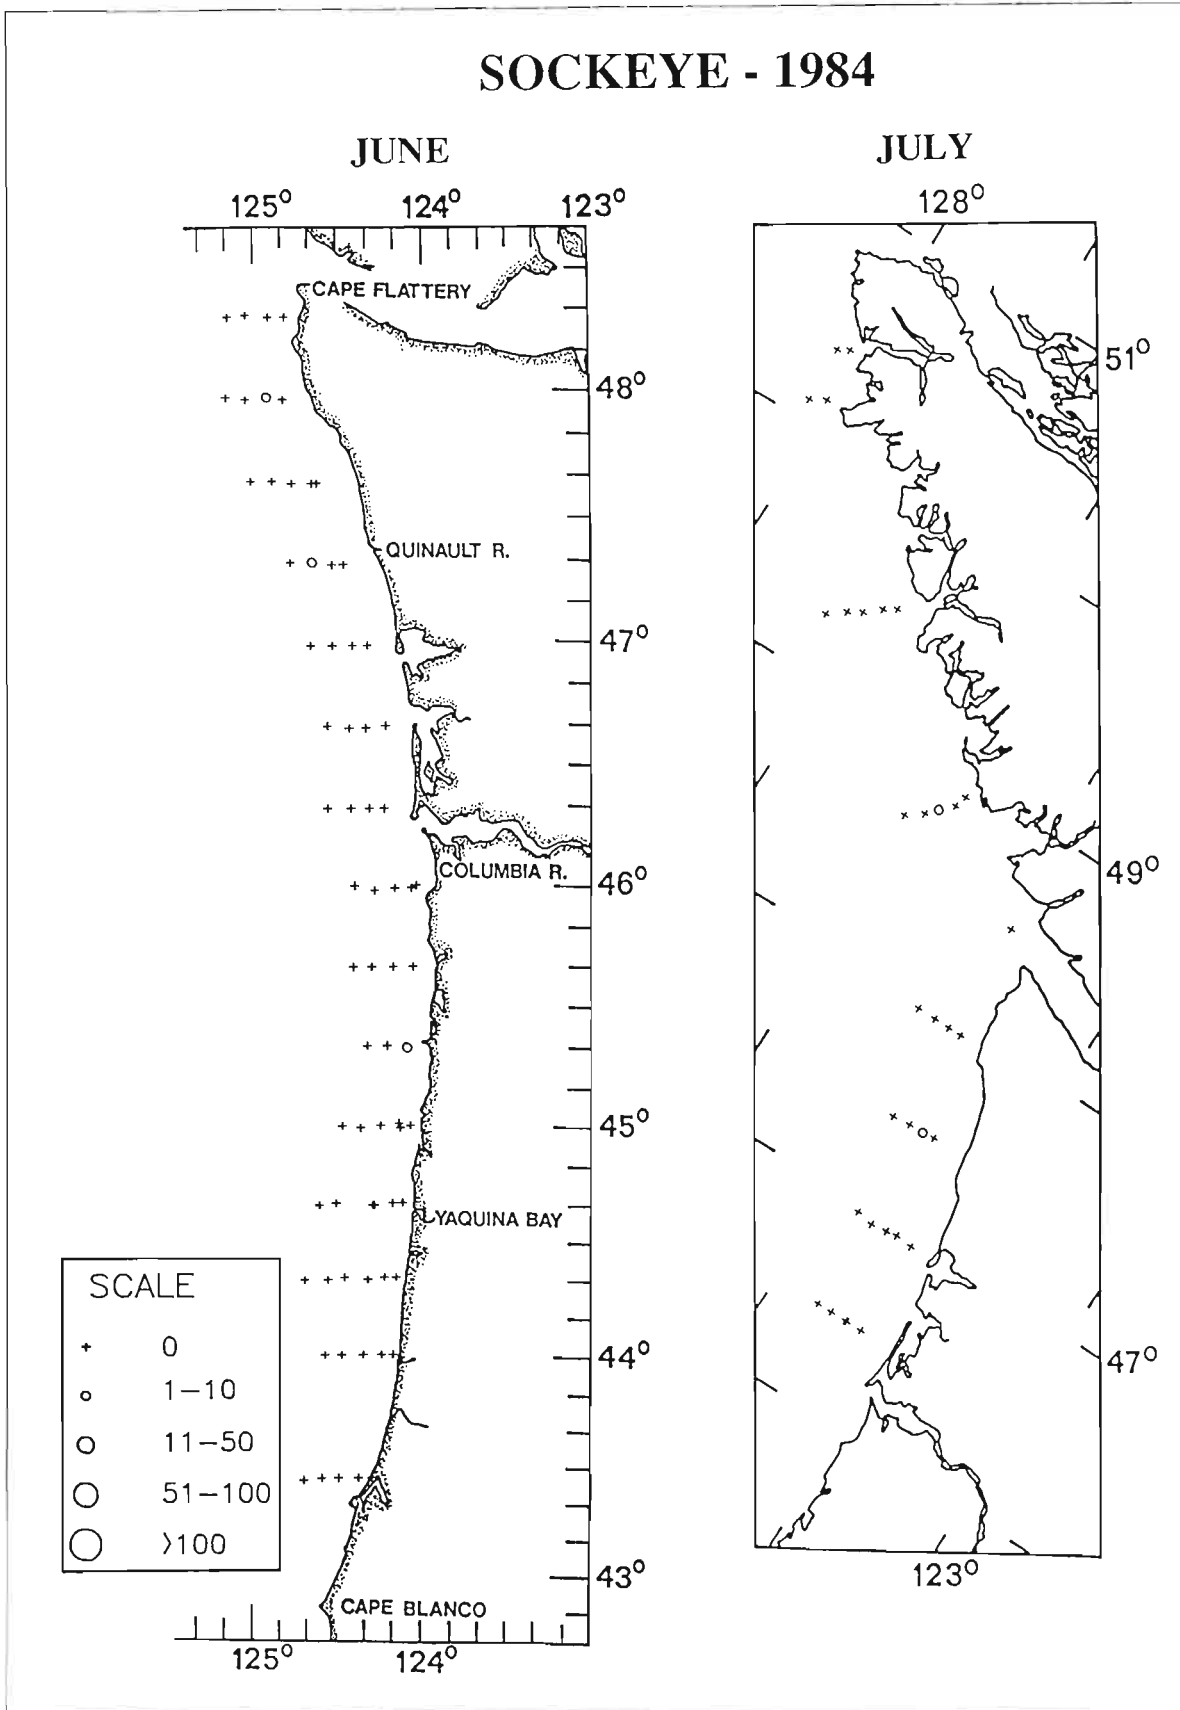 SOCKEYE - 1984
JUNE
JULY
125° 124° 123°
128°
CAPE FLATTERY
51°
48°
QUINAULT R.
47°
COLUMBIA R.
46°
49°
45°
YAQUINA BAY
SCALE
+ 0
1-10
11-50
51-100
>100
44°
47°
43°
123°
CAPE BLANCO
125° 124°